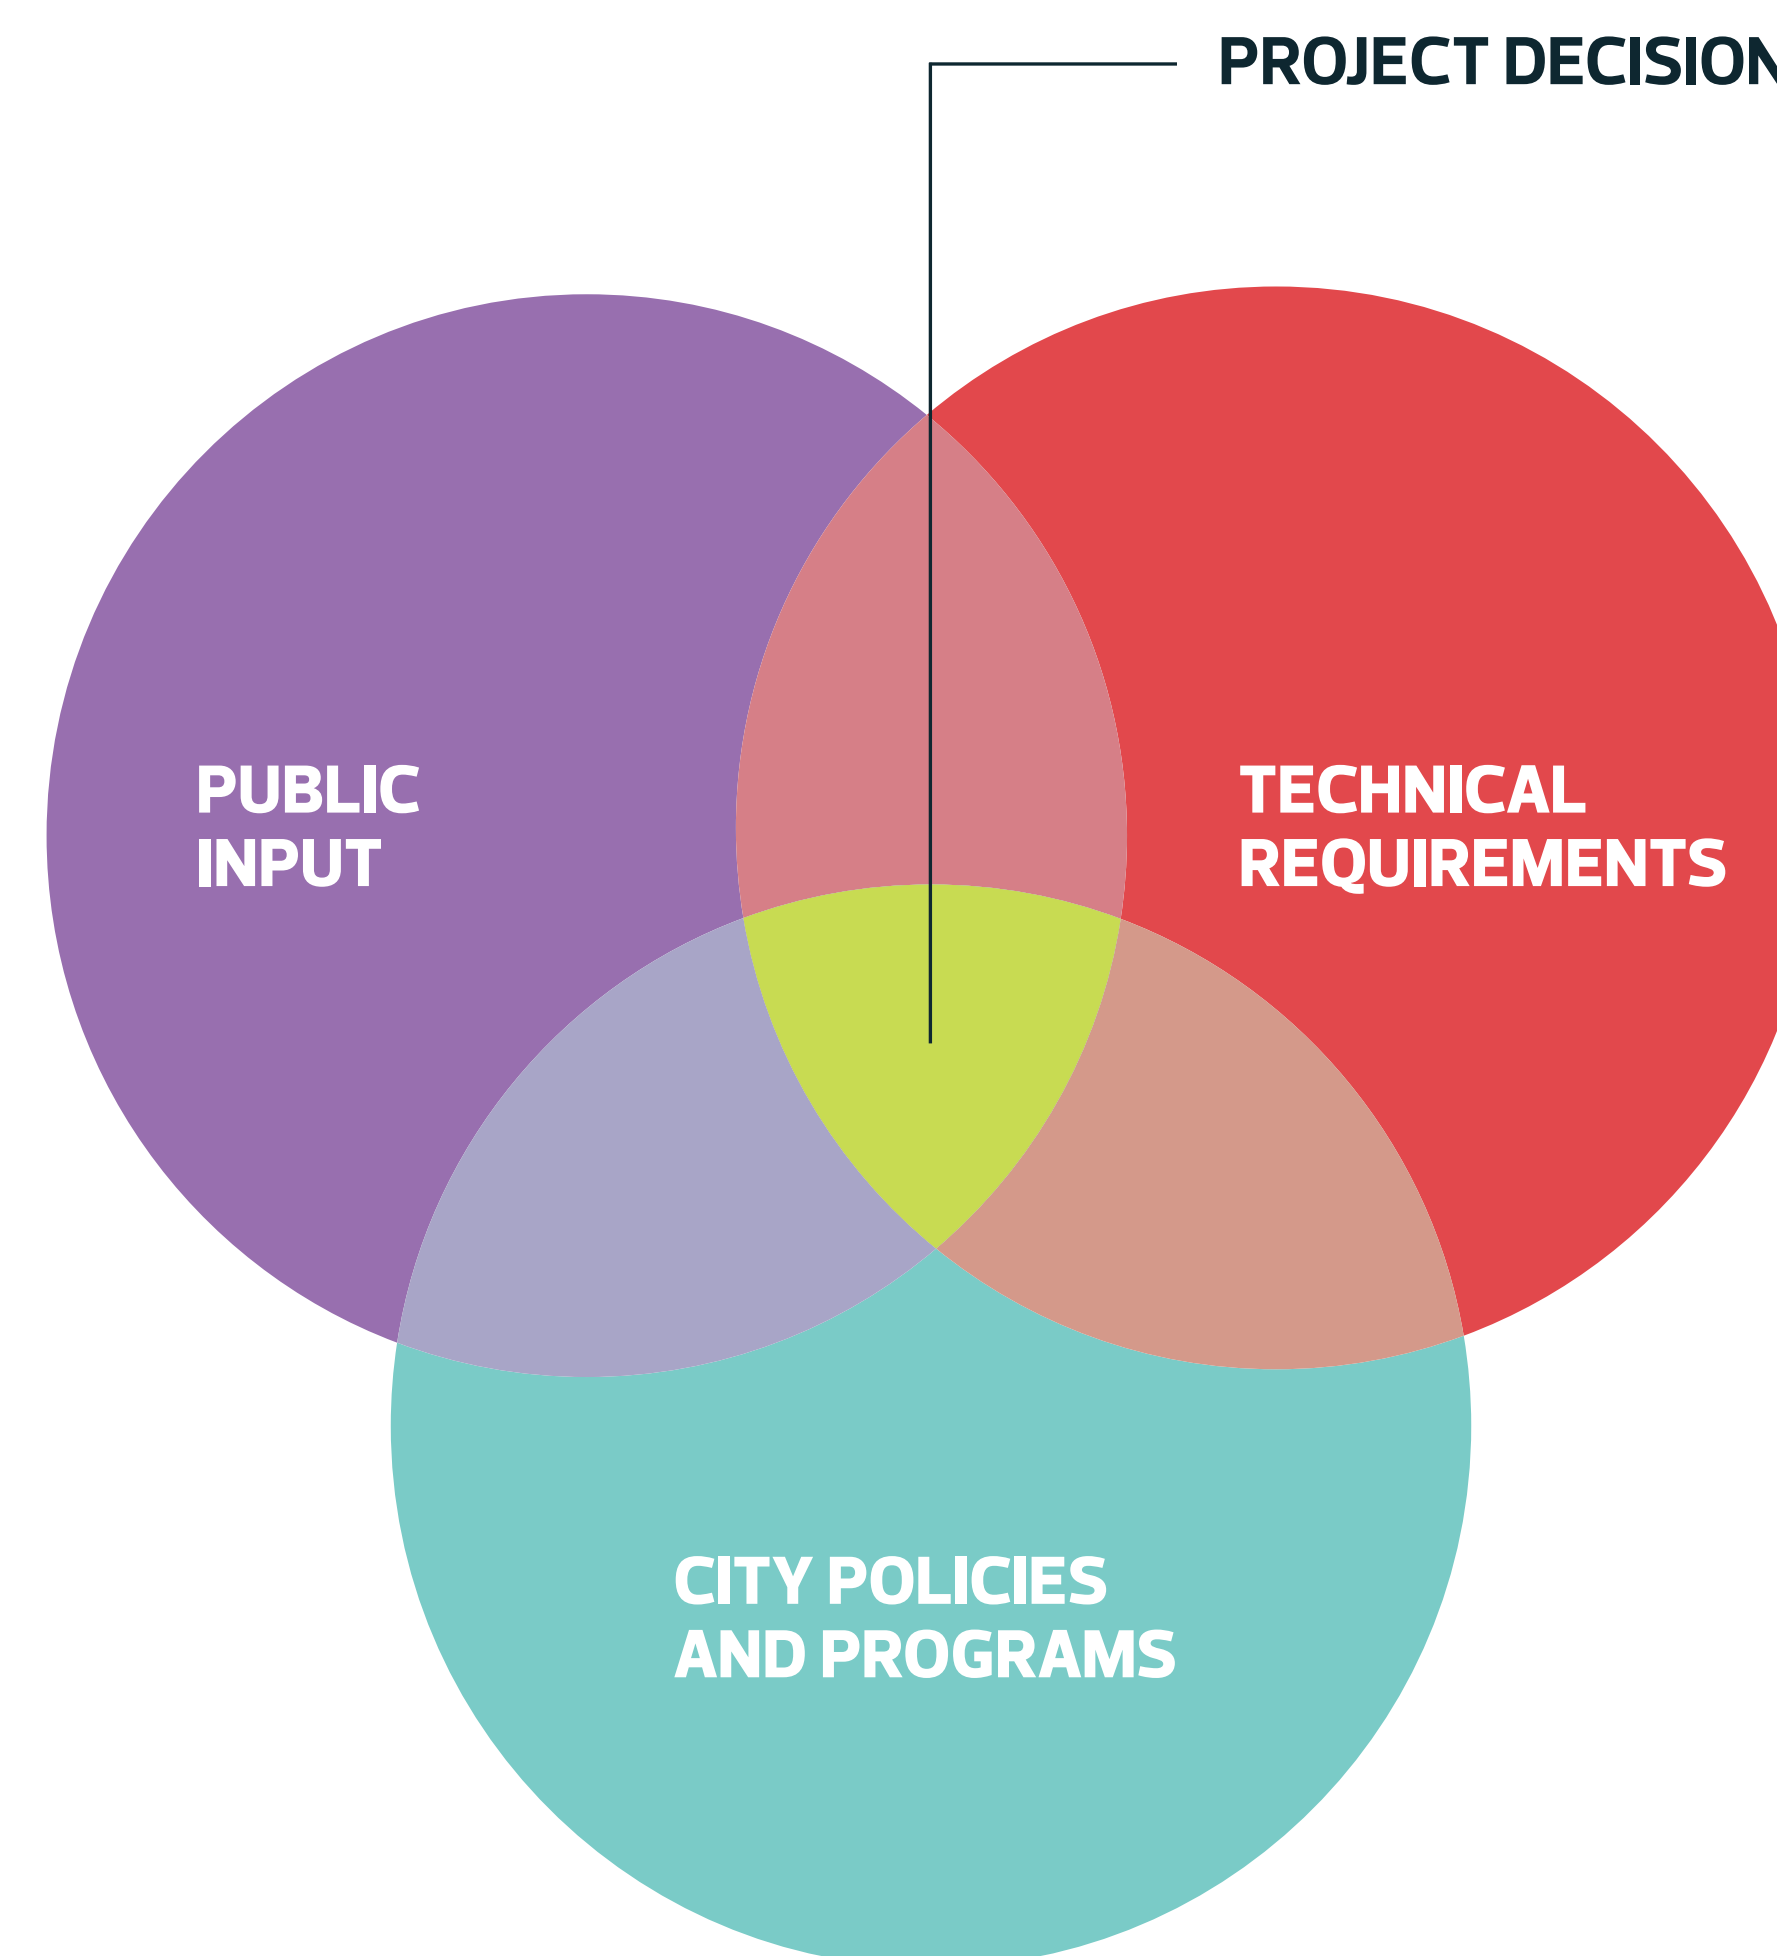 PROJECT DECISION
PUBLIC
INPUT
TECHNICAL
REQUIREMENTS
CITY POLICIES
AND PROGRAMS